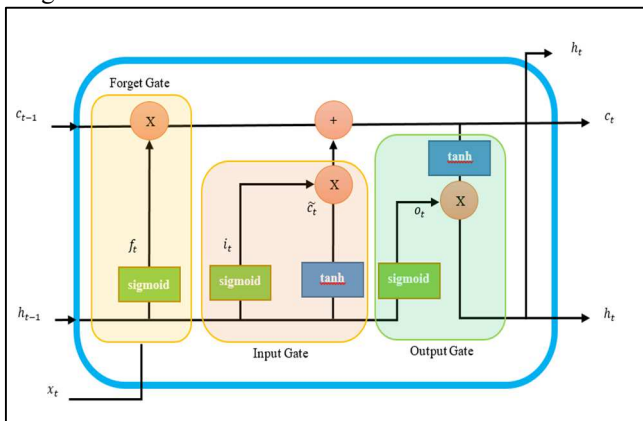 h_t
Forget Gate
c_{t-1}
X
+
c_t
tanh
X
c̃_t
o_t
X
f_t
i_t
sigmoid
sigmoid
tanh
sigmoid
h_{t-1}
h_t
Input Gate
Output Gate
x_t